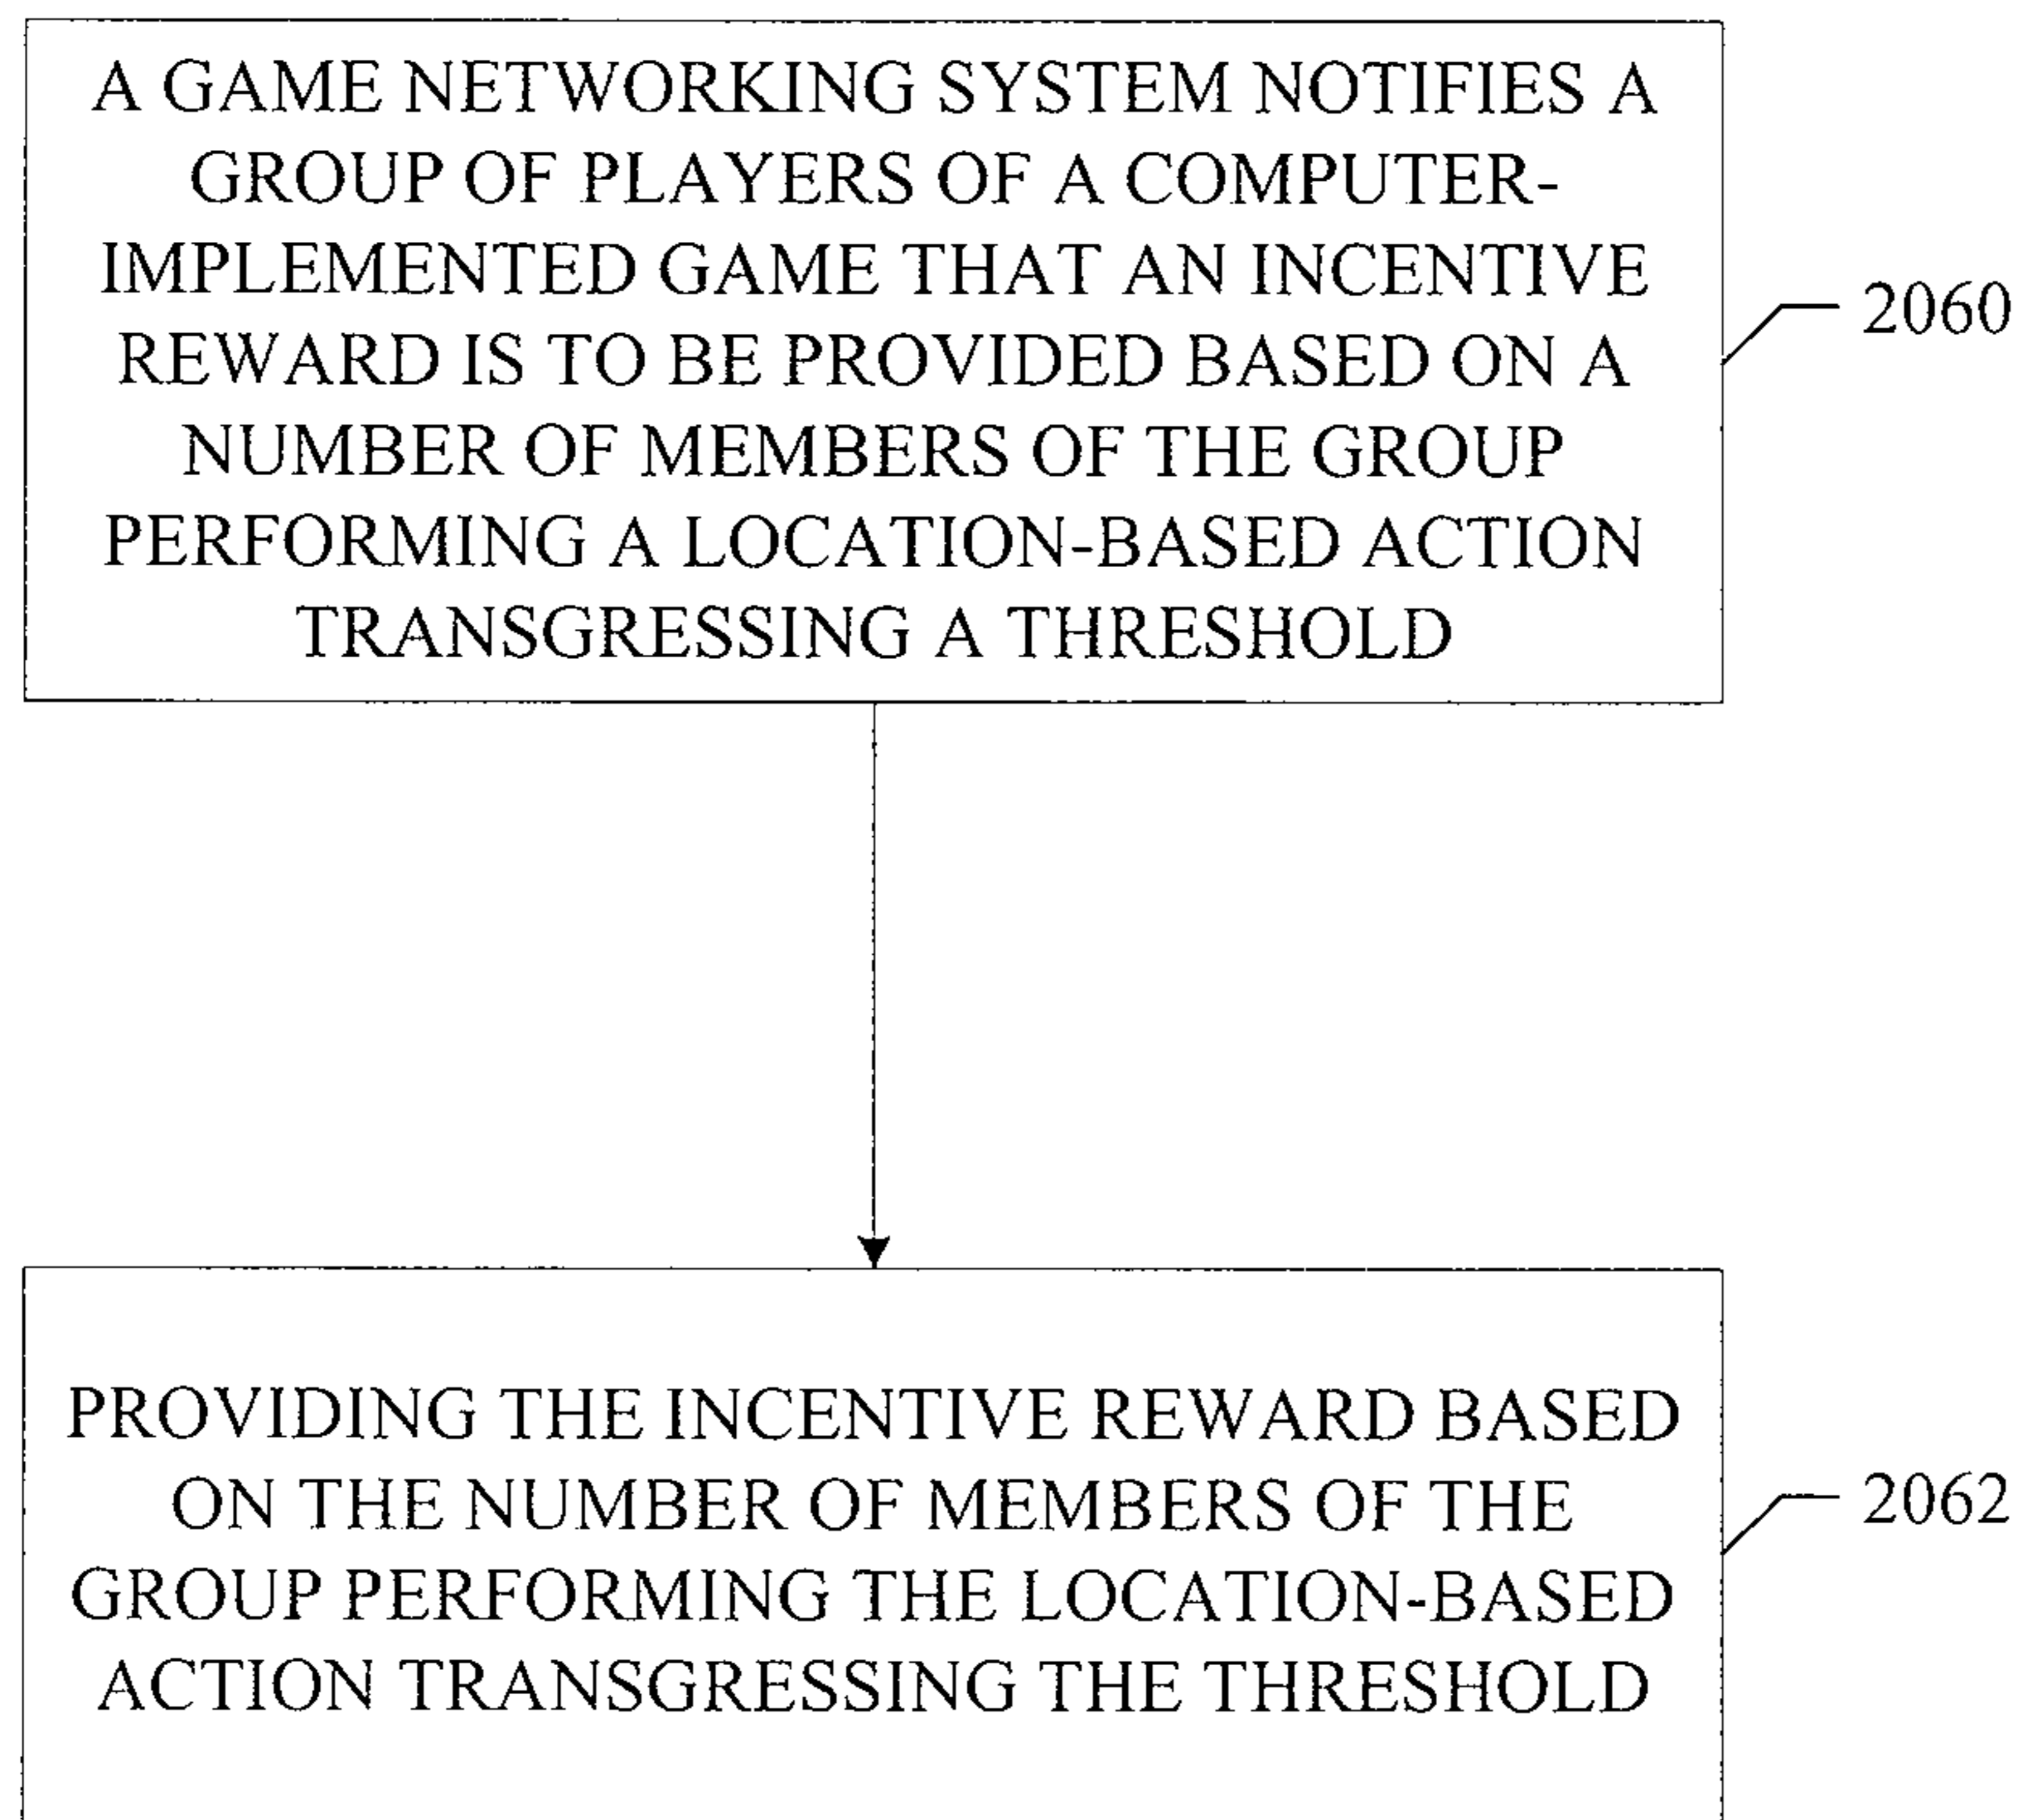 A GAME NETWORKING SYSTEM NOTIFIES A
GROUP OF PLAYERS OF A COMPUTER-
IMPLEMENTED GAME THAT AN INCENTIVE
REWARD IS TO BE PROVIDED BASED ON A
NUMBER OF MEMBERS OF THE GROUP
PERFORMING A LOCATION-BASED ACTION
TRANSGRESSING A THRESHOLD
2060
PROVIDING THE INCENTIVE REWARD BASED
ON THE NUMBER OF MEMBERS OF THE
GROUP PERFORMING THE LOCATION-BASED
ACTION TRANSGRESSING THE THRESHOLD
2062